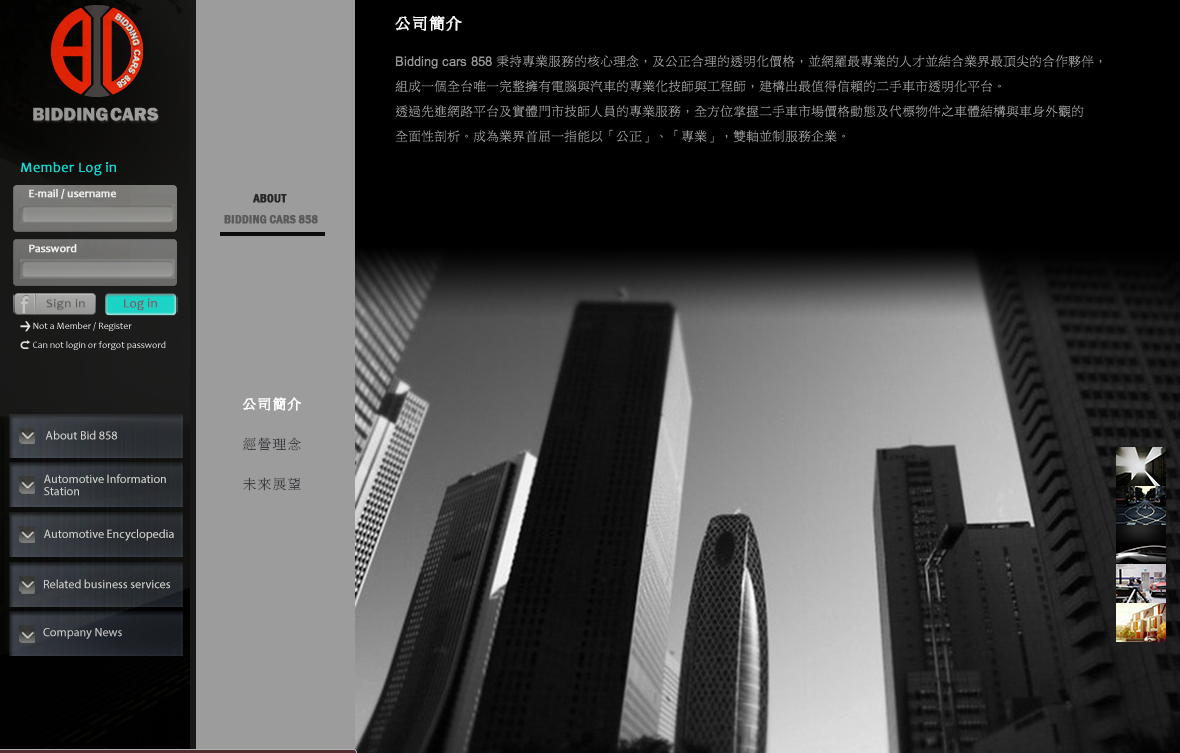 BIDDING CARS 858
BIDDING CARS
Member Log in
E-mail / username
Password
f Sign in
Log in
Not a Member / Register
Can not login or forgot password
About Bid 858
Automotive Information
Station
Automotive Encyclopedia
Related business services
Company News
ABOUT
BIDDING CARS 858
公司簡介
經營理念
未來展望
公司簡介
Bidding cars 858 秉持專業服務的核心理念，及公正合理的透明化價格，並網羅最專業的人才並結合業界最頂尖的合作夥伴，
組成一個全台唯一完整擁有電腦與汽車的專業化技師與工程師，建構出最值得信賴的二手車市透明化平台。
透過先進網路平台及實體門市技師人員的專業服務，全方位掌握二手車市場價格動態及代標物件之車體結構與車身外觀的
全面性剖析。成為業界首屈一指能以「公正」、「專業」，雙軸並制服務企業。